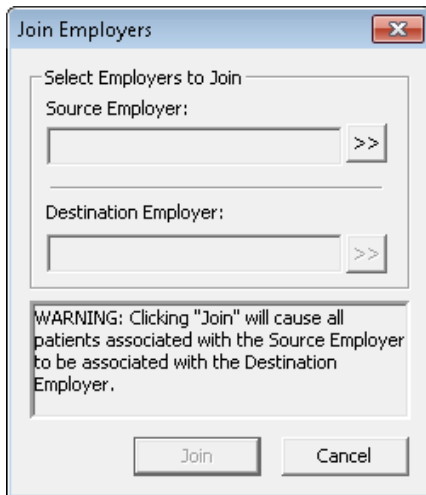 Join Employers
Select Employers to Join
Source Employer:
>>
Destination Employer:
>>
WARNING: Clicking "Join" will cause all
patients associated with the Source Employer
to be associated with the Destination
Employer.
Join
Cancel